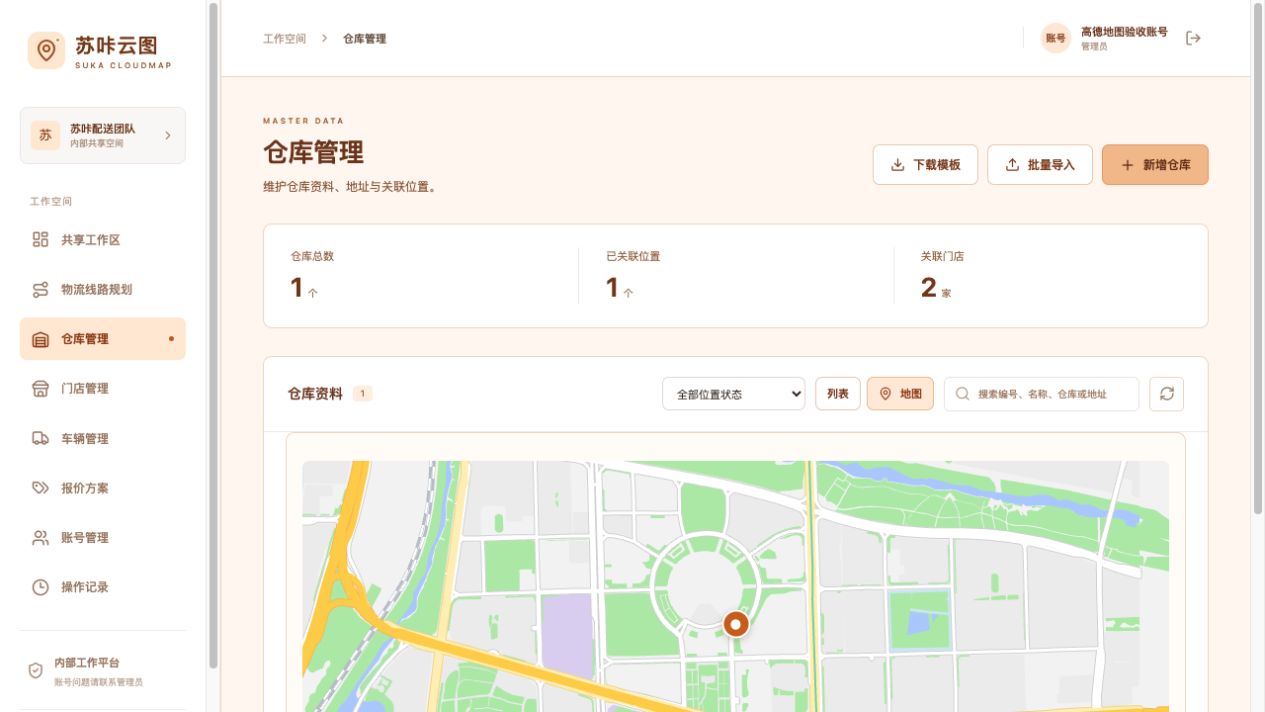 苏咔云图
SUKA CLOUDMAP
苏
苏咔配送团队
内部共享空间
工作空间
共享工作区
物流线路规划
仓库管理
门店管理
车辆管理
报价方案
账号管理
操作记录
内部工作平台
账号问题请联系管理员
工作空间
仓库管理
账号
高德地图验收账号
管理员
MASTER DATA
仓库管理
维护仓库资料、地址与关联位置。
下载模板
批量导入
新增仓库
仓库总数
1 个
已关联位置
1 个
关联门店
2 家
仓库资料 1
全部位置状态
列表
地图
搜索编号、名称、仓库或地址